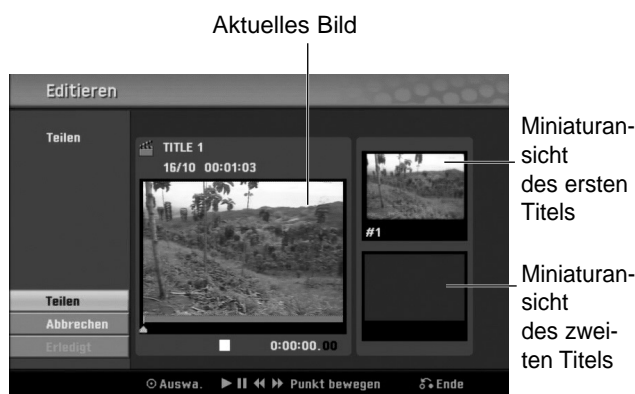 Aktuelles Bild
Editieren
Teilen
TITLE 1
16/10 00:01:03
#1
Miniaturan-
sicht
des ersten
Titels
Miniaturan-
sicht
des zwei-
ten Titels
Teilen
Abbrechen
Erledigt
0:00:00.00
Auswa. Punkt bewegen Ende